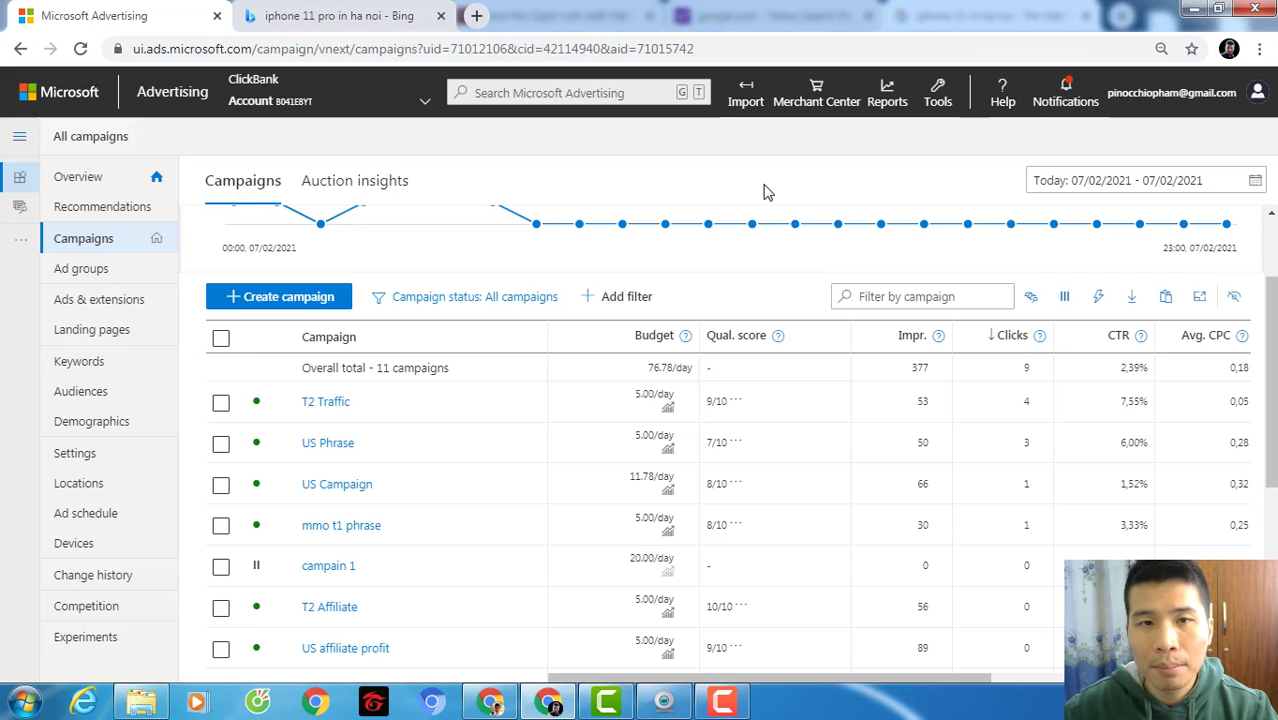 Microsoft Advertising
iphone 11 pro in ha noi - Bing
ui.ads.microsoft.com/campaign/vnext/campaigns?uid=71012106&cid=42114940&aid=71015742
Microsoft
Advertising
ClickBank
Account B041EBYT
Search Microsoft Advertising
G T
Import
Merchant Center
Reports
Tools
Help
Notifications
pinocchiopham@gmail.com
All campaigns
Overview
Recommendations
Campaigns
Ad groups
Ads & extensions
Landing pages
Keywords
Audiences
Demographics
Settings
Locations
Ad schedule
Devices
Change history
Competition
Experiments
Campaigns
Auction insights
Today: 07/02/2021 - 07/02/2021
00:00, 07/02/2021
23:00, 07/02/2021
Create campaign
Campaign status: All campaigns
Add filter
Filter by campaign
Campaign Budget Qual. score Impr. Clicks CTR Avg. CPC
Overall total - 11 campaigns 76.78/day - 377 9 2,39% 0,18
T2 Traffic 5.00/day 9/10 53 4 7,55% 0,05
US Phrase 5.00/day 7/10 50 3 6,00% 0,28
US Campaign 11.78/day 8/10 66 1 1,52% 0,32
mmo t1 phrase 5.00/day 8/10 30 1 3,33% 0,25
campain 1 20.00/day - 0 0
T2 Affiliate 5.00/day 10/10 56 0
US affiliate profit 5.00/day 9/10 89 0